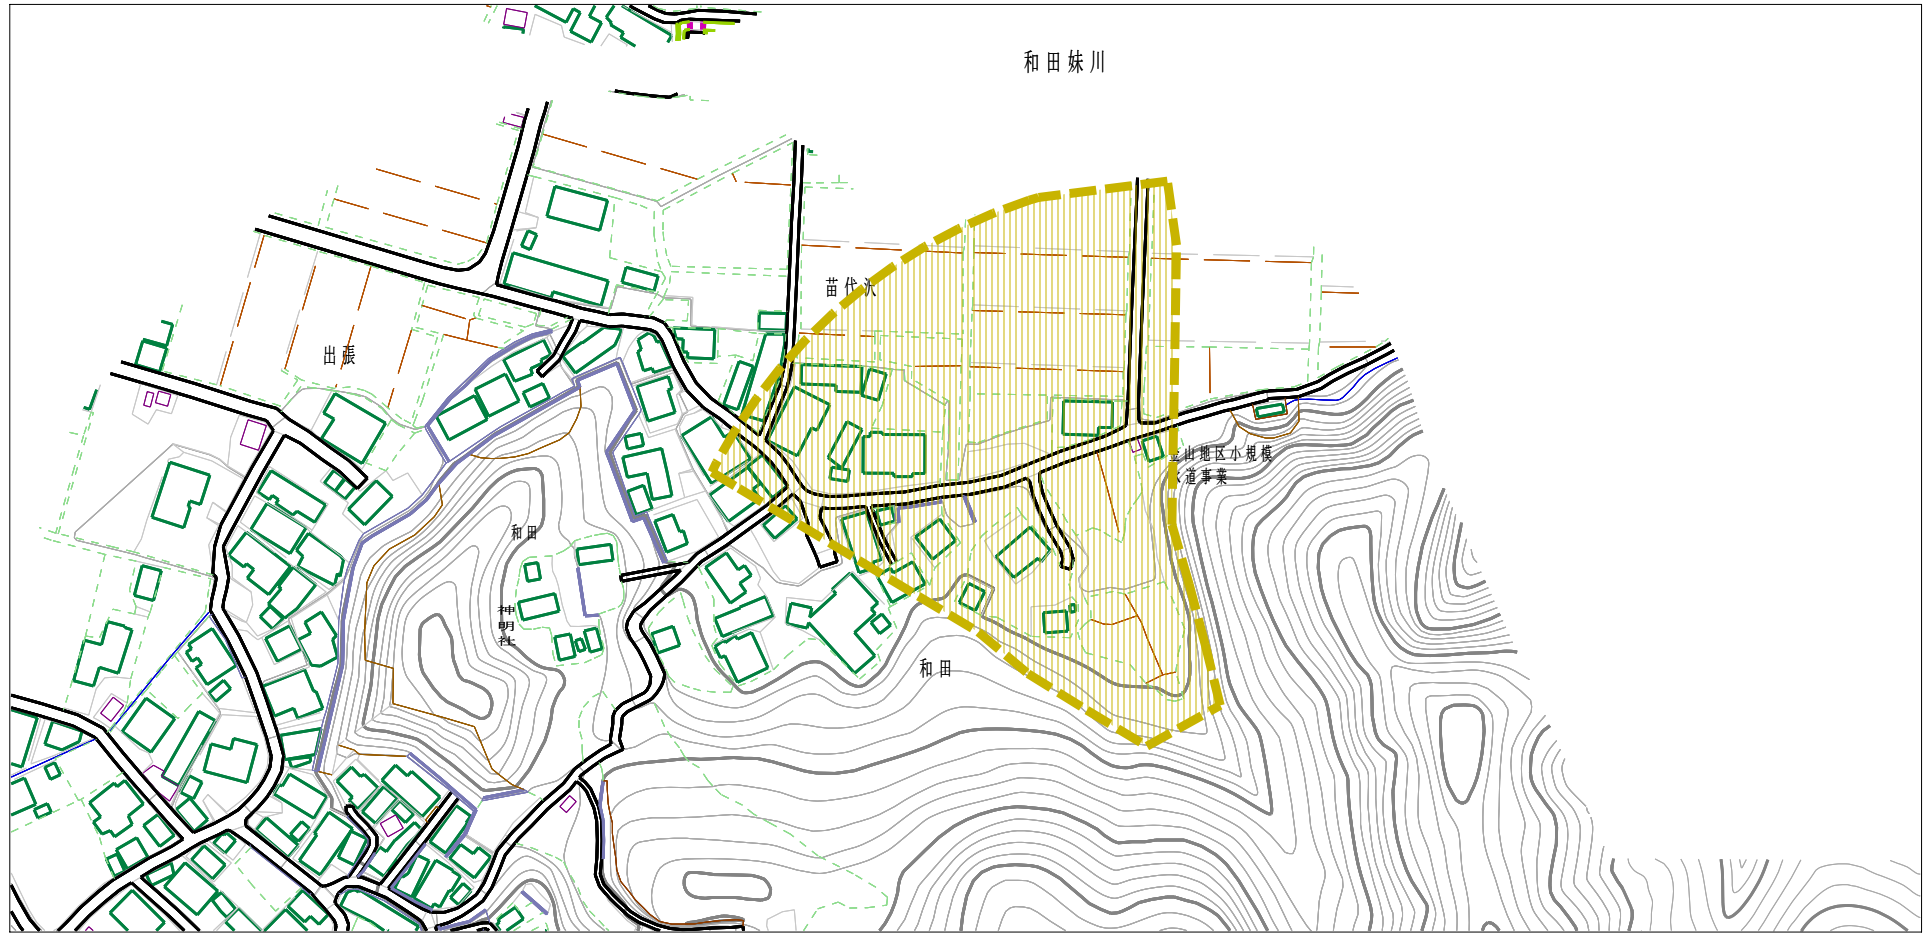 和田妹川
苗代沢
出張
山地区小規模
道事業
和田
神明社
和田